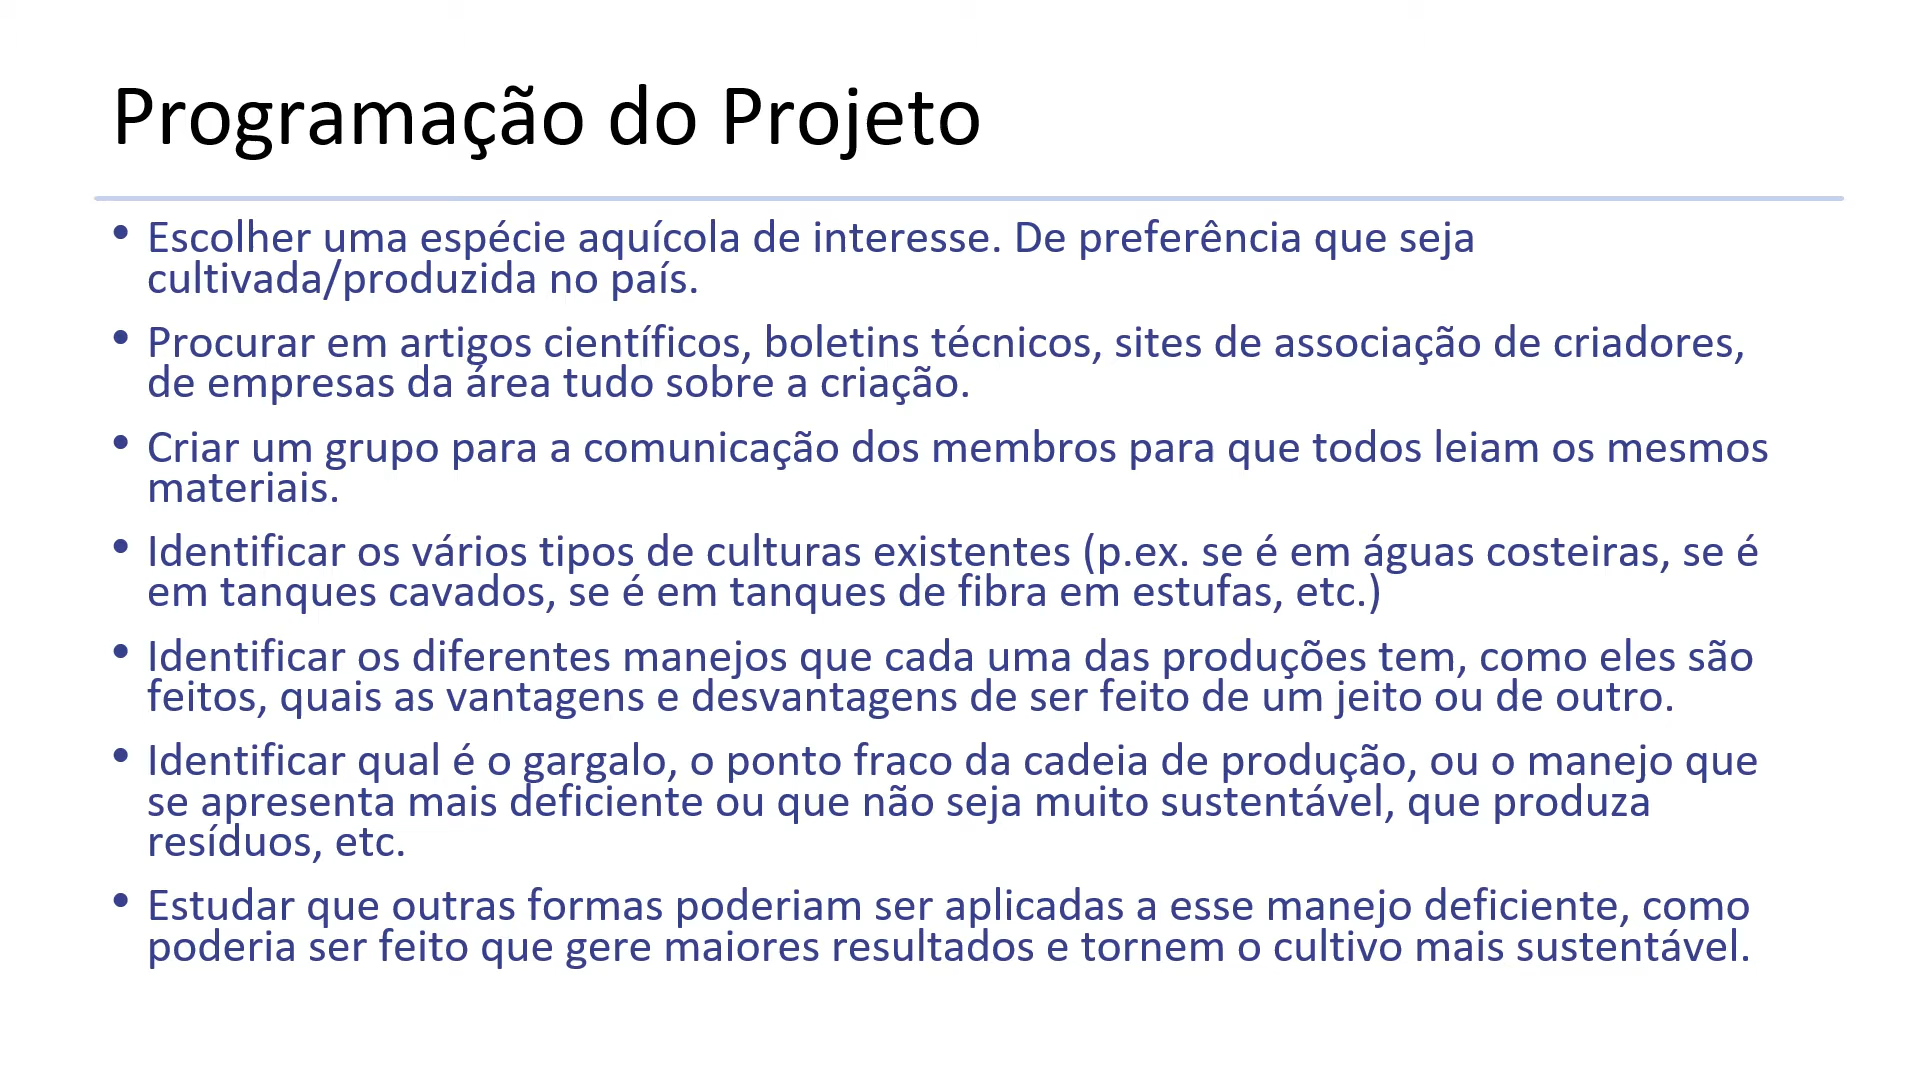 Programação do Projeto
• Escolher uma espécie aquícola de interesse. De preferência que seja
cultivada/produzida no país.
• Procurar em artigos científicos, boletins técnicos, sites de associação de criadores,
de empresas da área tudo sobre a criação.
• Criar um grupo para a comunicação dos membros para que todos leiam os mesmos
materiais.
• Identificar os vários tipos de culturas existentes (p.ex. se é em águas costeiras, se é
em tanques cavados, se é em tanques de fibra em estufas, etc.)
• Identificar os diferentes manejos que cada uma das produções tem, como eles são
feitos, quais as vantagens e desvantagens de ser feito de um jeito ou de outro.
• Identificar qual é o gargalo, o ponto fraco da cadeia de produção, ou o manejo que
se apresenta mais deficiente ou que não seja muito sustentável, que produza
resíduos, etc.
• Estudar que outras formas poderiam ser aplicadas a esse manejo deficiente, como
poderia ser feito que gere maiores resultados e tornem o cultivo mais sustentável.